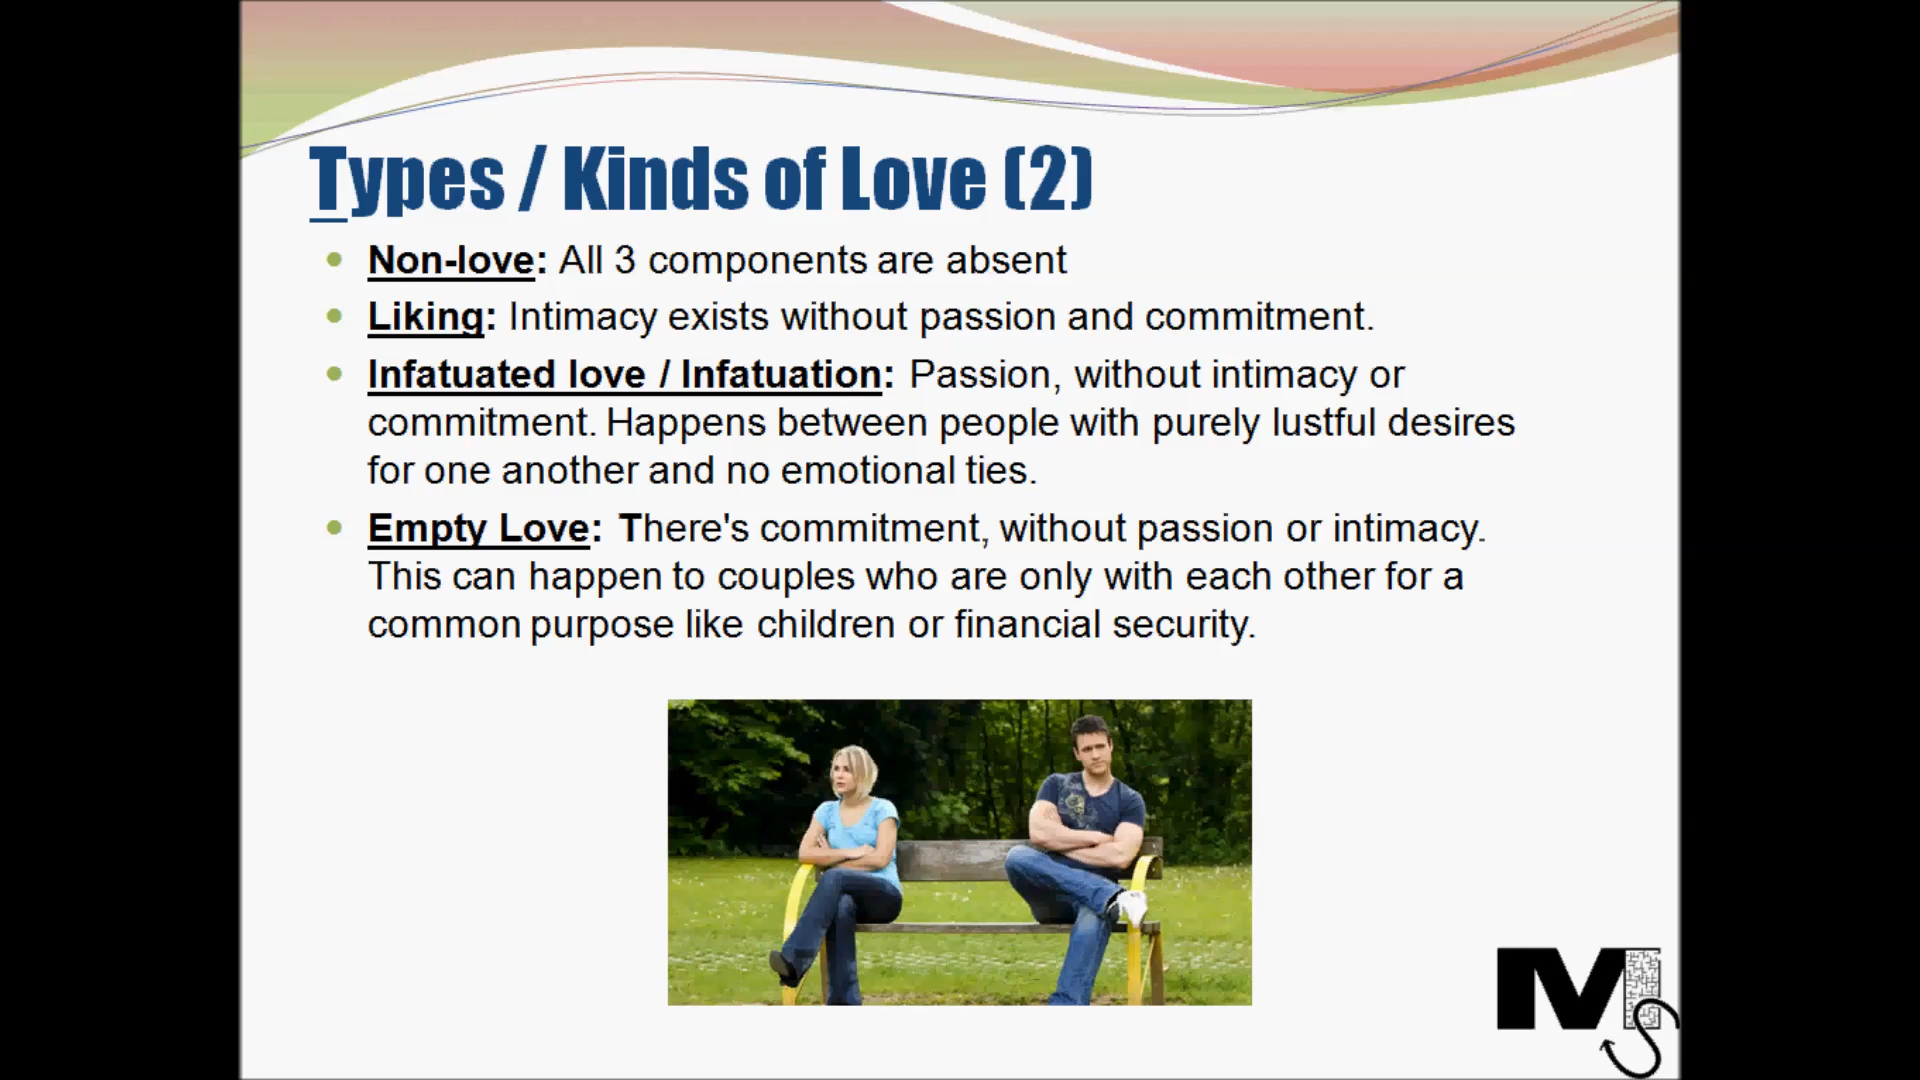 Types / Kinds of Love (2)
Non-love: All 3 components are absent
Liking: Intimacy exists without passion and commitment.
Infatuated love / Infatuation: Passion, without intimacy or
commitment. Happens between people with purely lustful desires
for one another and no emotional ties.
Empty Love: There's commitment, without passion or intimacy.
This can happen to couples who are only with each other for a
common purpose like children or financial security.
MS